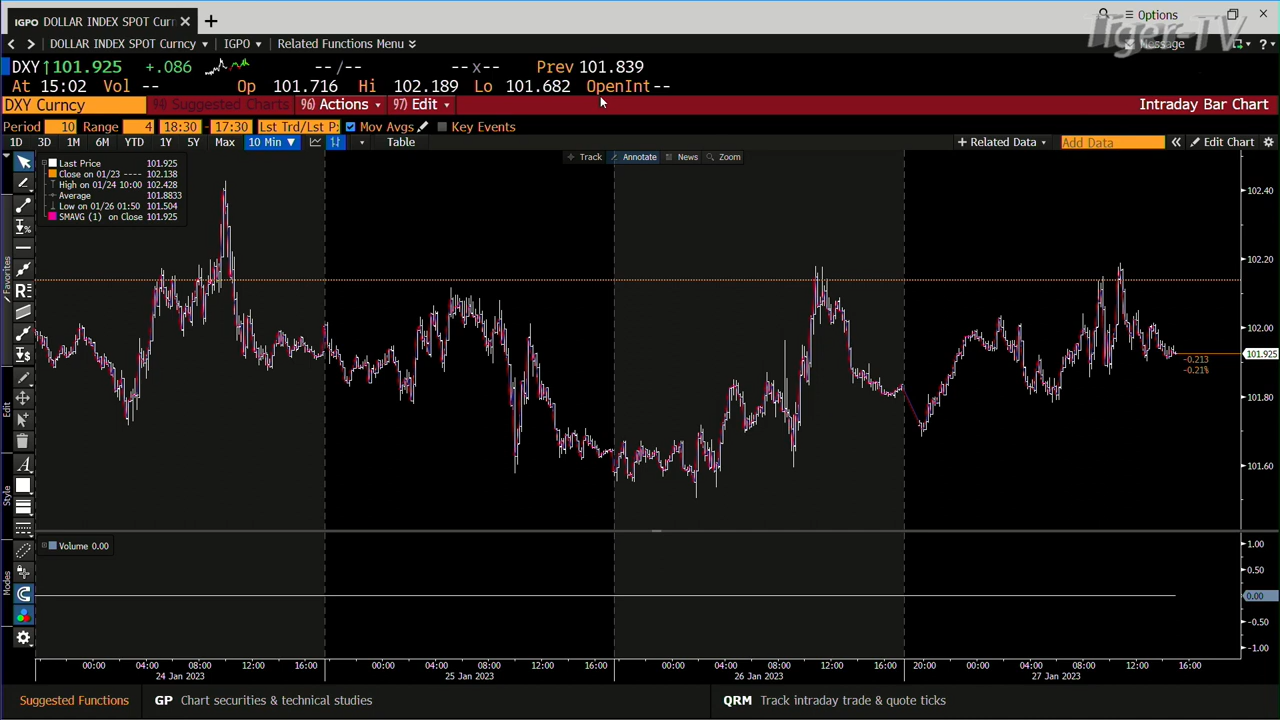 IGPO DOLLAR INDEX SPOT Curn
Options
Tiger-TV
DOLLAR INDEX SPOT Curncy IGPO Related Functions Menu
Message
DXY 101.925 +.086 --/-- --x-- Prev 101.839
At 15:02 Vol -- Op 101.716 Hi 102.189 Lo 101.682 OpenInt--
DXY Curncy 94) Suggested Charts 96) Actions 97) Edit Intraday Bar Chart
Period 10 Range 4 18:30 - 17:30 Lst Trd/Lst P: Mov Avgs Key Events
1D 3D 1M 6M YTD 1Y 5Y Max 10 Min Table + Related Data Add Data Edit Chart
Track Annotate News Zoom
Last Price 101.925
Close on 01/23 ---- 102.138
High on 01/24 10:00 102.428
Average 101.8833
Low on 01/26 01:50 101.504
SMAVG (1) on Close 101.925
Favorites
Edit
Style
Modes
102.40
102.20
102.00
101.925
101.80
101.60
-0.213
-0.21%
Volume 0.00
1.00
0.50
0.00
-0.50
-1.00
00:00 04:00 08:00 12:00 16:00 00:00 04:00 08:00 12:00 16:00 00:00 04:00 08:00 12:00 16:00 20:00 00:00 04:00 08:00 12:00 16:00
24 Jan 2023 25 Jan 2023 26 Jan 2023 27 Jan 2023
Suggested Functions GP Chart securities & technical studies QRM Track intraday trade & quote ticks